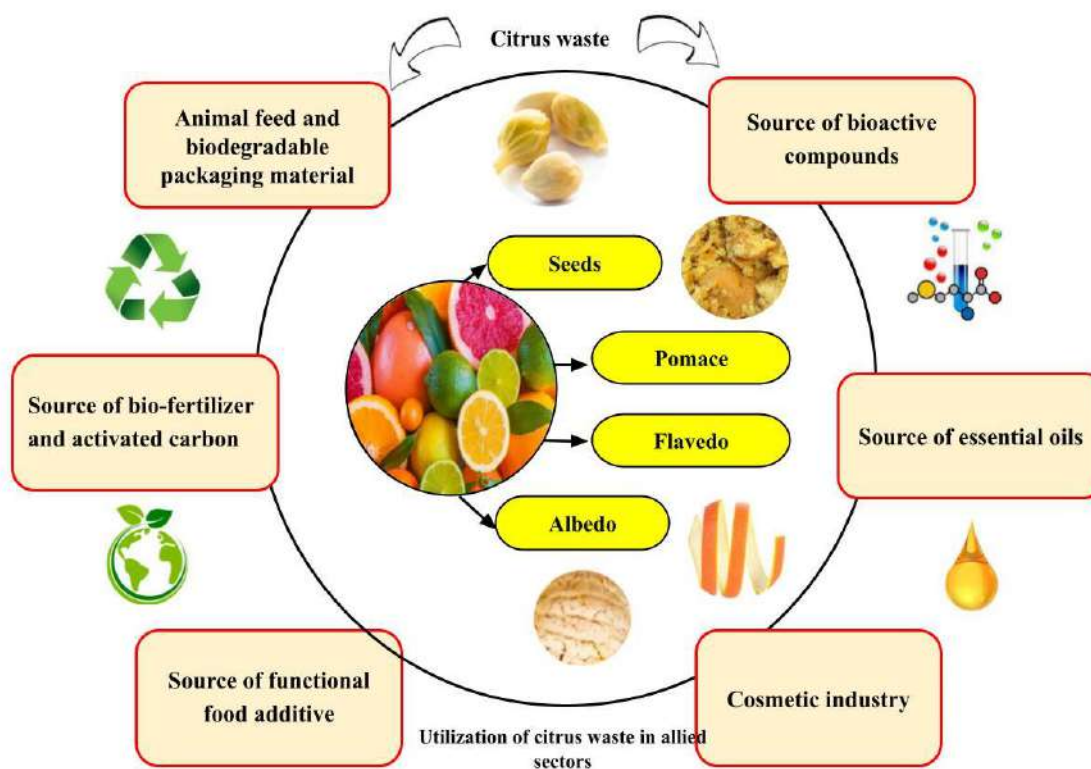 Citrus waste
Animal feed and
biodegradable
packaging material
Source of bioactive
compounds
Seeds
Pomace
Source of bio-fertilizer
and activated carbon
Flavedo
Source of essential oils
Albedo
Source of functional
food additive
Cosmetic industry
Utilization of citrus waste in allied
sectors